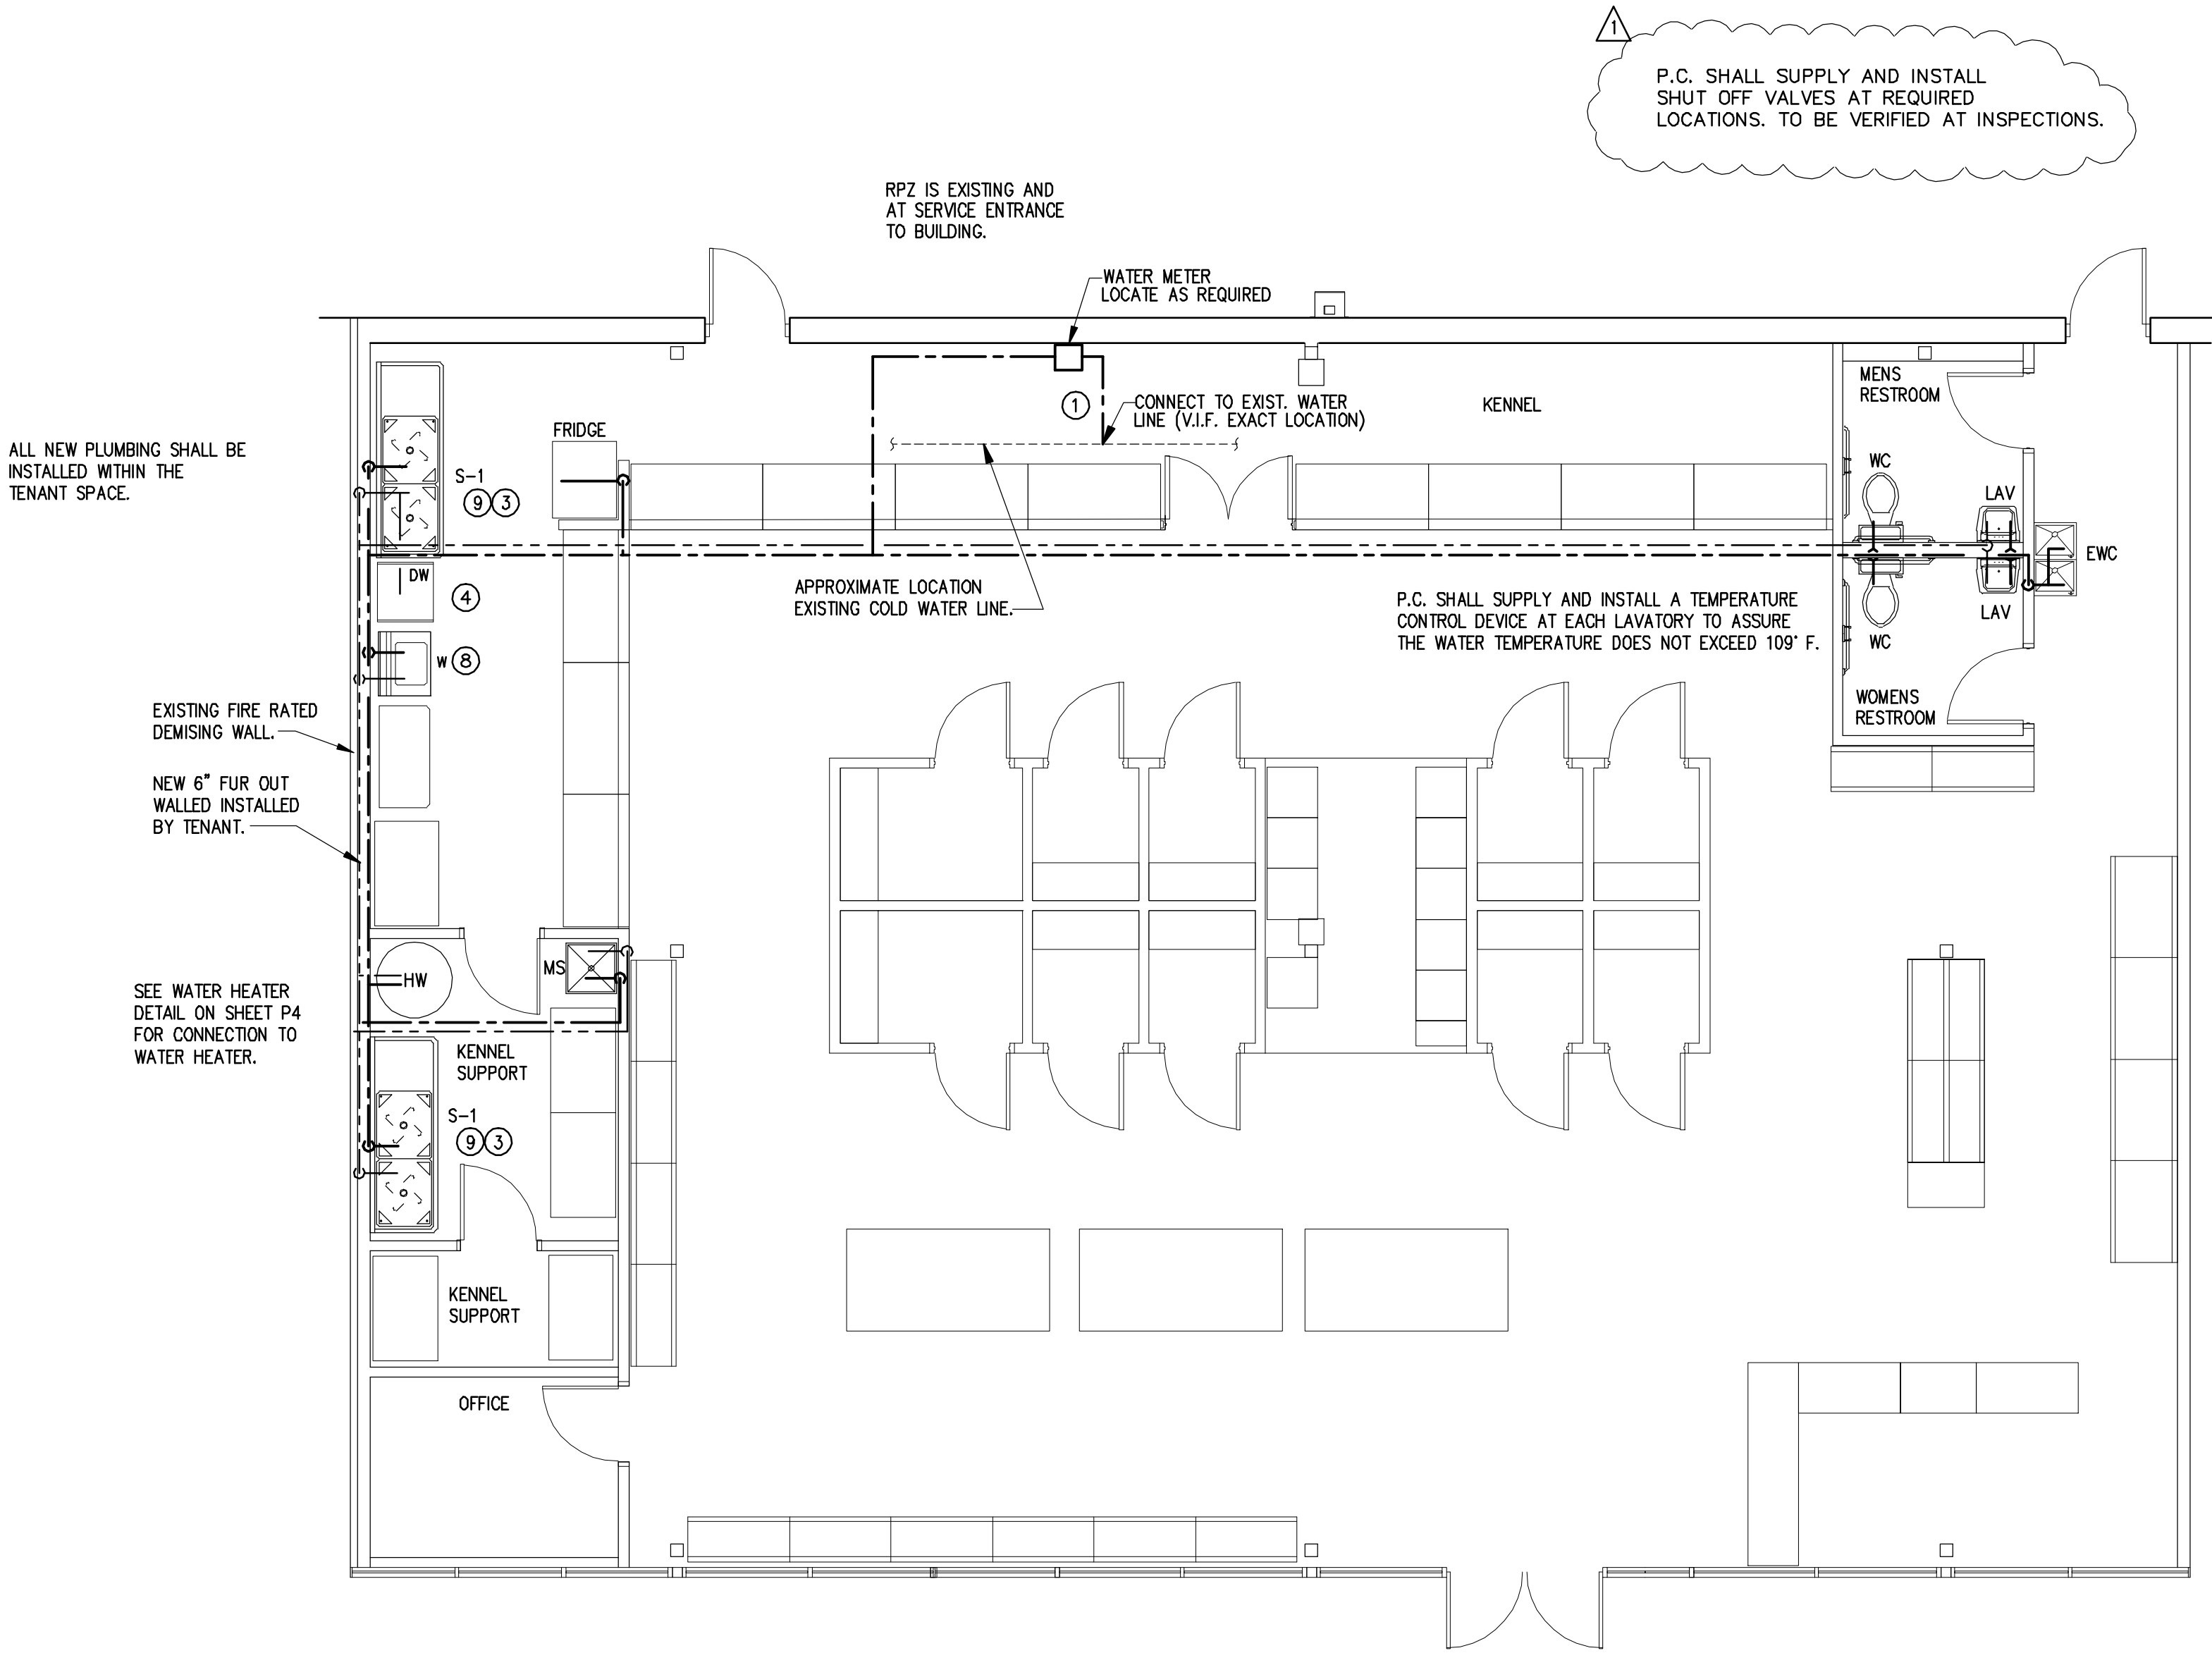 1
P.C. SHALL SUPPLY AND INSTALL
SHUT OFF VALVES AT REQUIRED
LOCATIONS. TO BE VERIFIED AT INSPECTIONS.
RPZ IS EXISTING AND
AT SERVICE ENTRANCE
TO BUILDING.
WATER METER
LOCATE AS REQUIRED
1
CONNECT TO EXIST. WATER
LINE (V.I.F. EXACT LOCATION)
KENNEL
MENS
RESTROOM
FRIDGE
ALL NEW PLUMBING SHALL BE
INSTALLED WITHIN THE
TENANT SPACE.
S-1
9 3
WC
LAV
EWC
DW
4
APPROXIMATE LOCATION
EXISTING COLD WATER LINE.
P.C. SHALL SUPPLY AND INSTALL A TEMPERATURE
CONTROL DEVICE AT EACH LAVATORY TO ASSURE
THE WATER TEMPERATURE DOES NOT EXCEED 109° F.
LAV
WC
W 8
WOMENS
RESTROOM
EXISTING FIRE RATED
DEMISING WALL.
NEW 6" FUR OUT
WALLED INSTALLED
BY TENANT.
MS
HW
SEE WATER HEATER
DETAIL ON SHEET P4
FOR CONNECTION TO
WATER HEATER.
KENNEL
SUPPORT
S-1
9 3
KENNEL
SUPPORT
OFFICE